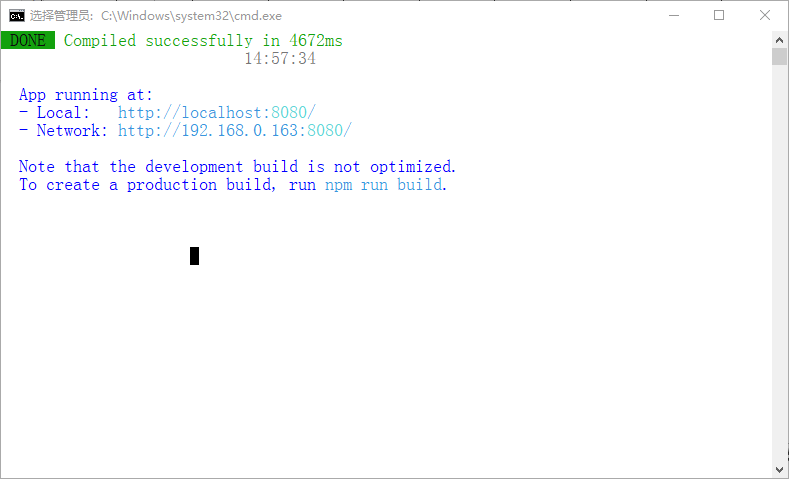 选择管理员: C:\Windows\system32\cmd.exe
DONE Compiled successfully in 4672ms
14:57:34
App running at:
- Local: http://localhost:8080/
- Network: http://192.168.0.163:8080/
Note that the development build is not optimized.
To create a production build, run npm run build.